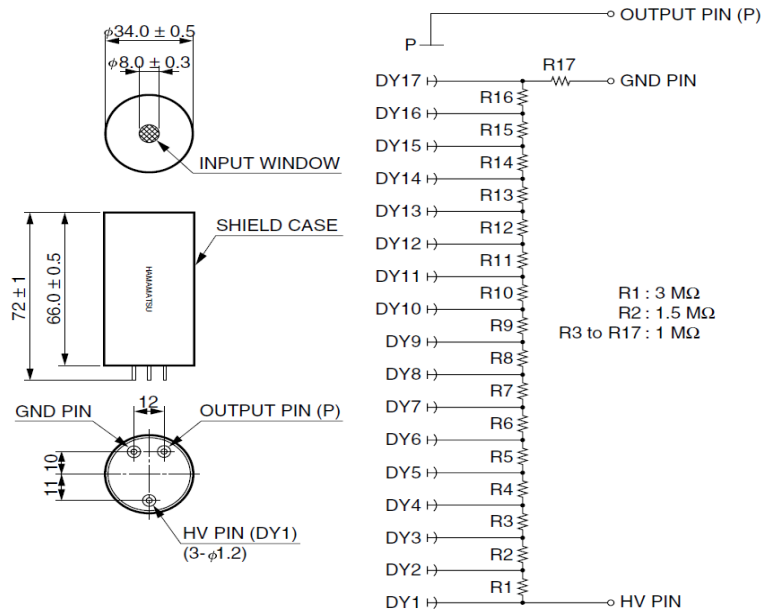 φ34.0 ± 0.5
φ8.0 ± 0.3
INPUT WINDOW
SHIELD CASE
72 ± 1
66.0 ± 0.5
HAMAMATSU
12
GND PIN
OUTPUT PIN (P)
11 10
HV PIN (DY1)
(3- φ1.2)
OUTPUT PIN (P)
P
R17
DY17
GND PIN
R16
DY16
R15
DY15
R14
DY14
R13
DY13
R12
DY12
R11
DY11
R10
DY10
R9
DY9
R8
DY8
R7
DY7
R6
DY6
R5
DY5
R4
DY4
R3
DY3
R2
DY2
R1
DY1
HV PIN
R1 : 3 MΩ
R2 : 1.5 MΩ
R3 to R17 : 1 MΩ